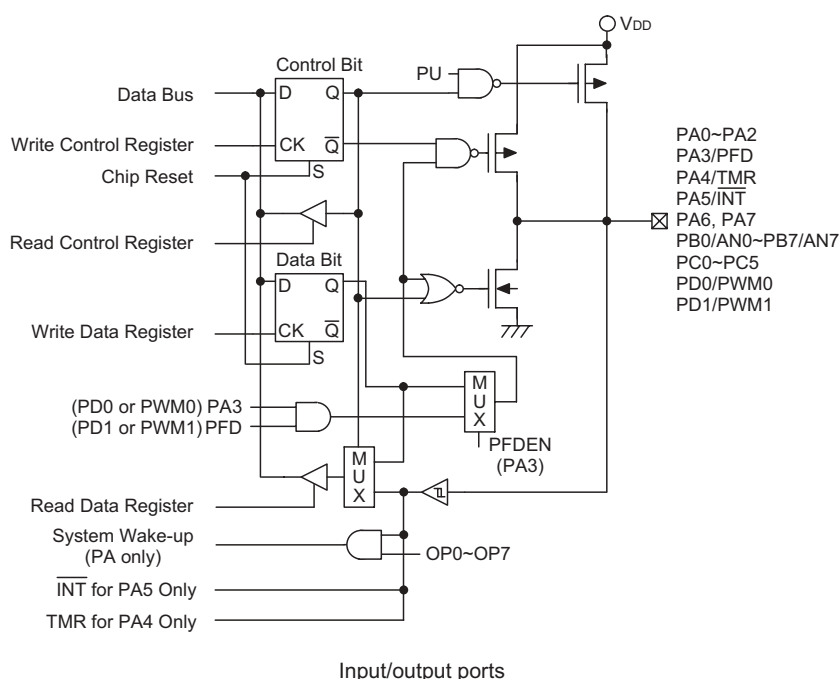 VDD
Control Bit
PU
Data Bus
D
Q
Write Control Register
CK
Q
Chip Reset
S
Read Control Register
Data Bit
D
Q
Write Data Register
CK
Q
S
PA0~PA2
PA3/PFD
PA4/TMR
PA5/INT
PA6, PA7
PB0/AN0~PB7/AN7
PC0~PC5
PD0/PWM0
PD1/PWM1
(PD0 or PWM0) PA3
(PD1 or PWM1) PFD
MUX
PFDEN
(PA3)
MUX
Read Data Register
System Wake-up
(PA only)
OP0~OP7
INT for PA5 Only
TMR for PA4 Only
Input/output ports